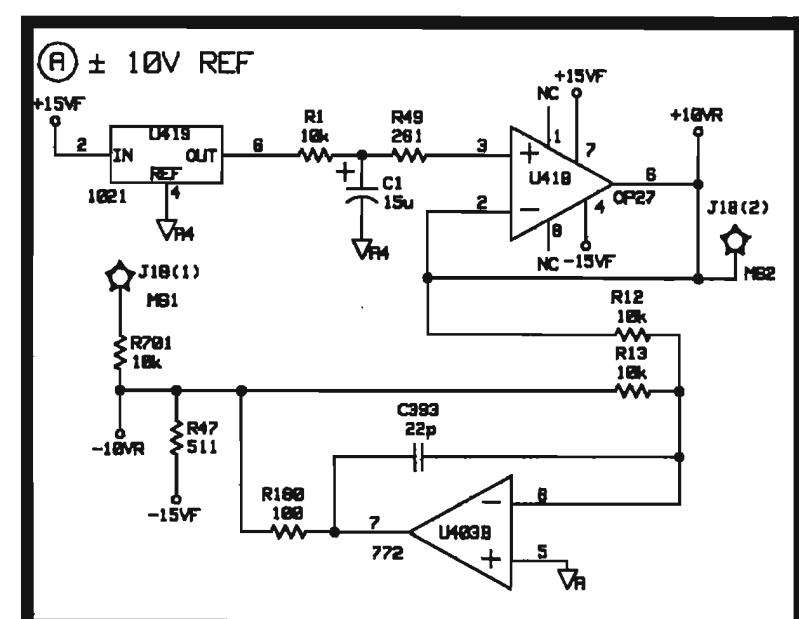 A ± 10V REF
+15VF
2
U419
IN
OUT
REF
6
1021
4
A4
R1
10k
C1
15u
A4
R49
261
3
2
NC
+15VF
1
7
U418
6
OP27
4
8
NC
-15VF
+10VR
J18(2)
MS2
J18(1)
MS1
R701
10k
-10VR
R47
511
-15VF
R12
10k
R13
10k
C393
22p
R180
100
7
772
U403B
6
5
A